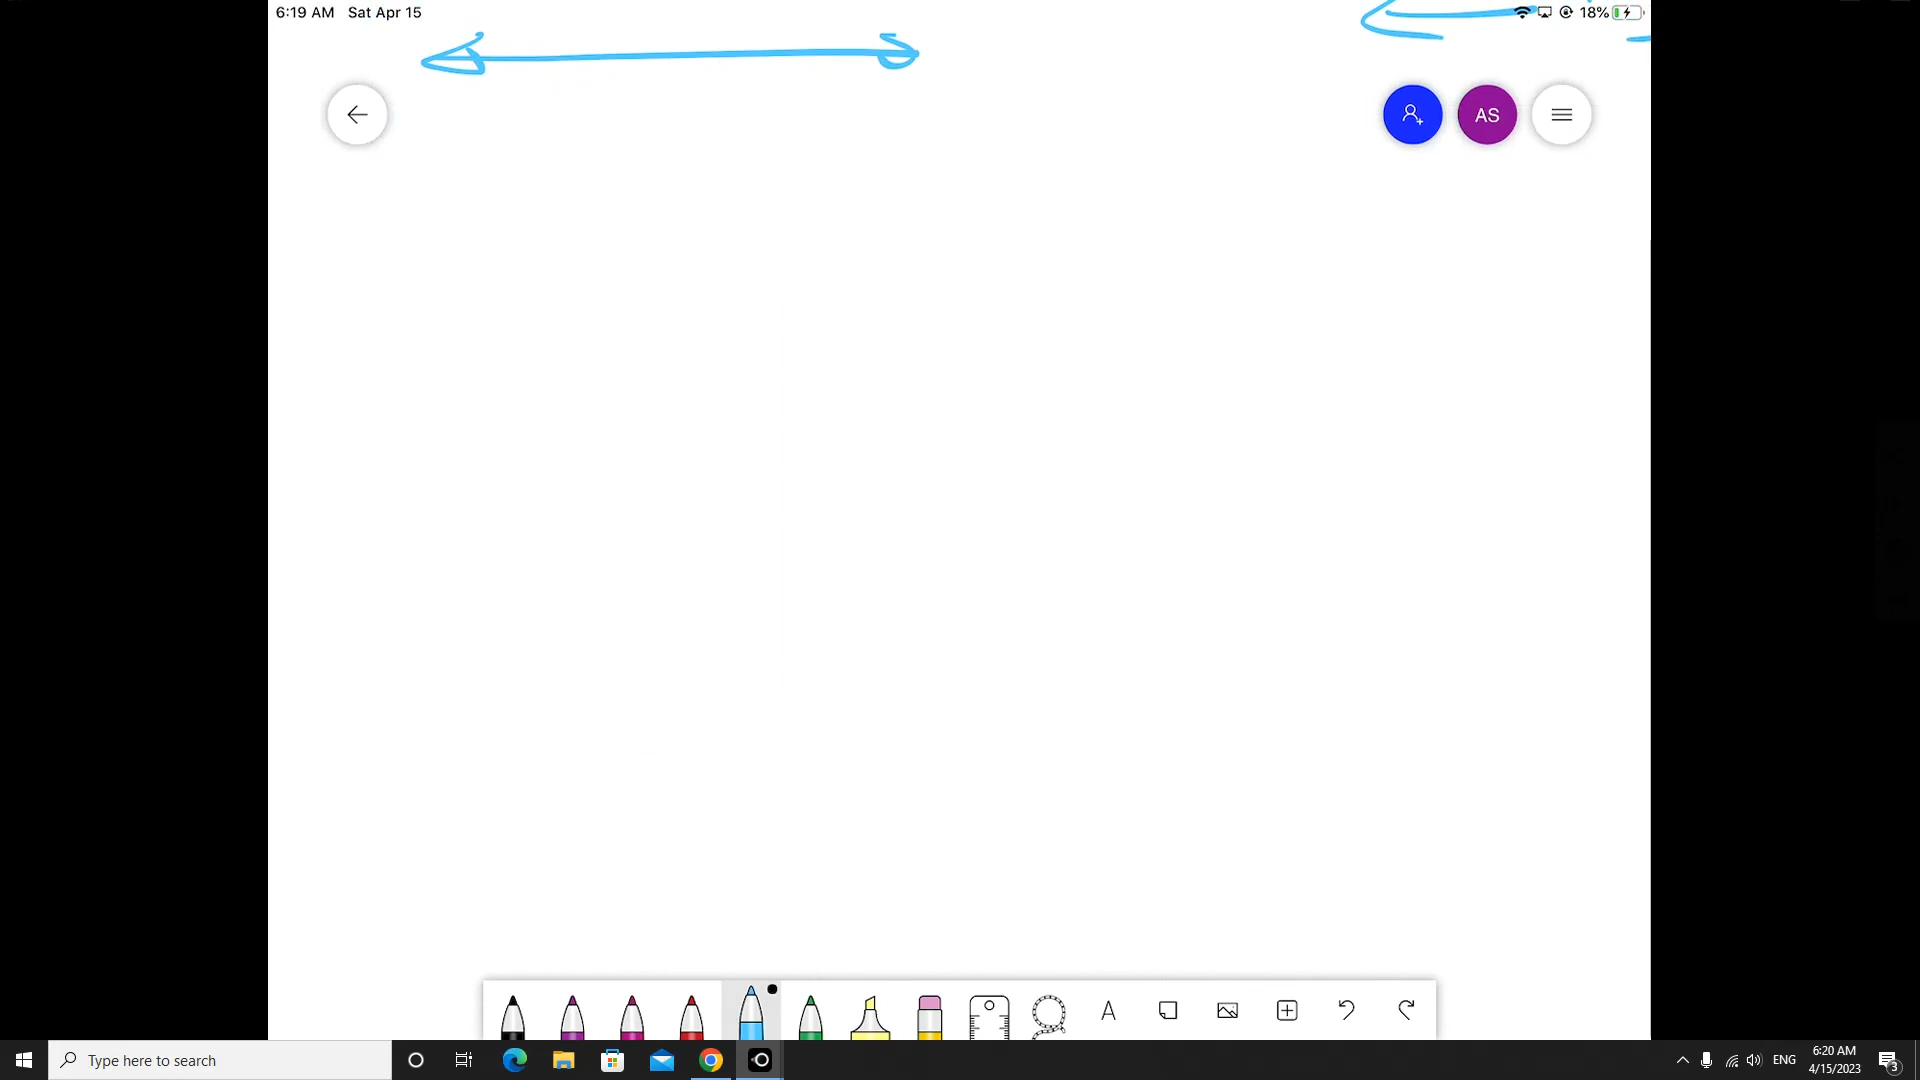 6:19 AM Sat Apr 15
18%
AS
A
Type here to search
ENG
6:20 AM
4/15/2023
3